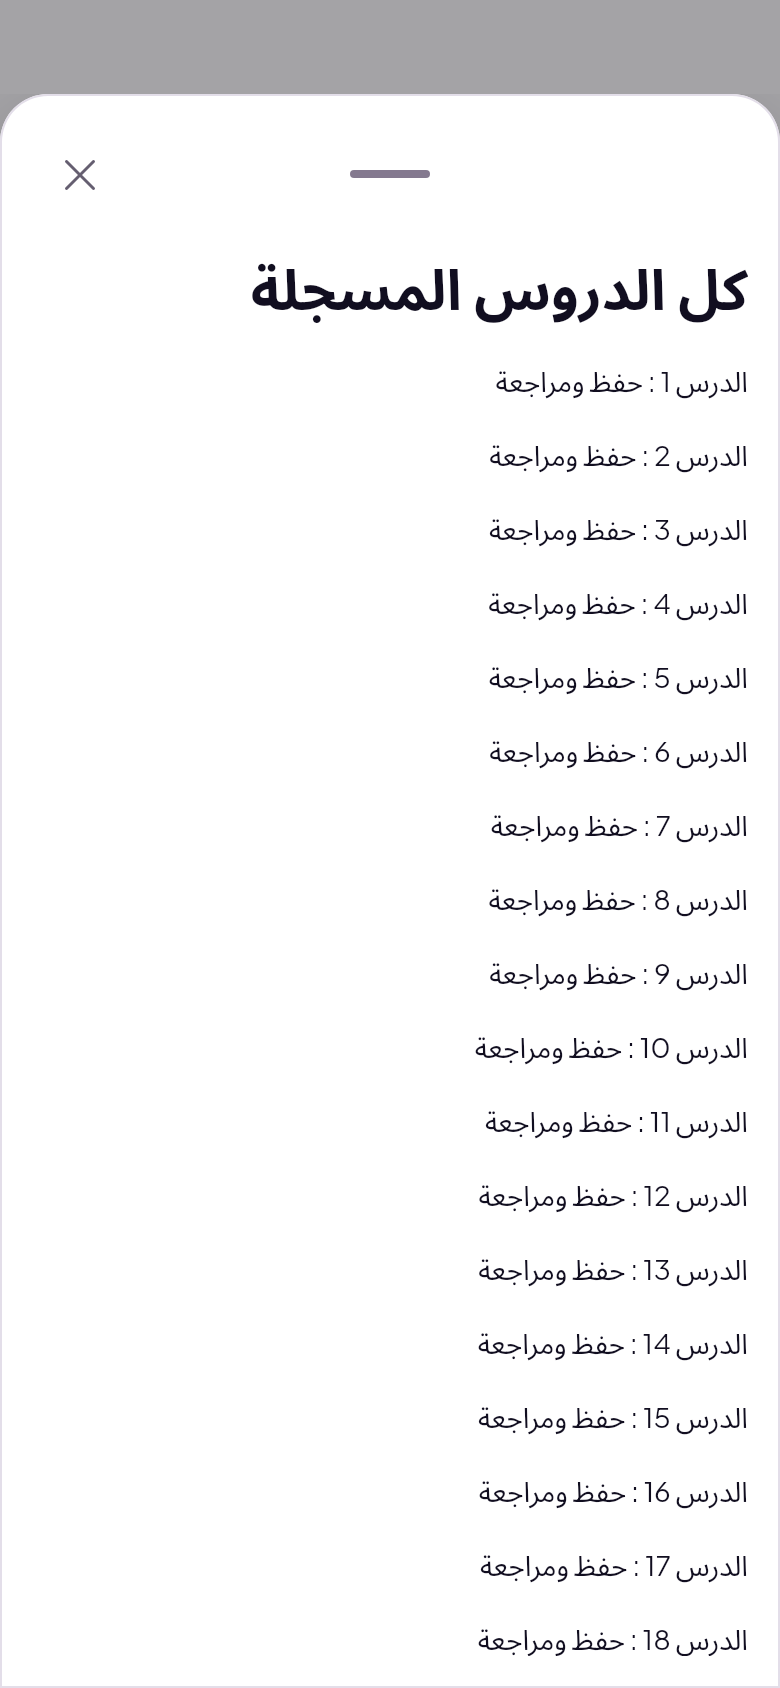 كل الدروس المسجلة
الدرس 1 : حفظ ومراجعة
الدرس 2 : حفظ ومراجعة
الدرس 3 : حفظ ومراجعة
الدرس 4 : حفظ ومراجعة
الدرس 5 : حفظ ومراجعة
الدرس 6 : حفظ ومراجعة
الدرس 7 : حفظ ومراجعة
الدرس 8 : حفظ ومراجعة
الدرس 9 : حفظ ومراجعة
الدرس 10 : حفظ ومراجعة
الدرس 11 : حفظ ومراجعة
الدرس 12 : حفظ ومراجعة
الدرس 13 : حفظ ومراجعة
الدرس 14 : حفظ ومراجعة
الدرس 15 : حفظ ومراجعة
الدرس 16 : حفظ ومراجعة
الدرس 17 : حفظ ومراجعة
الدرس 18 : حفظ ومراجعة